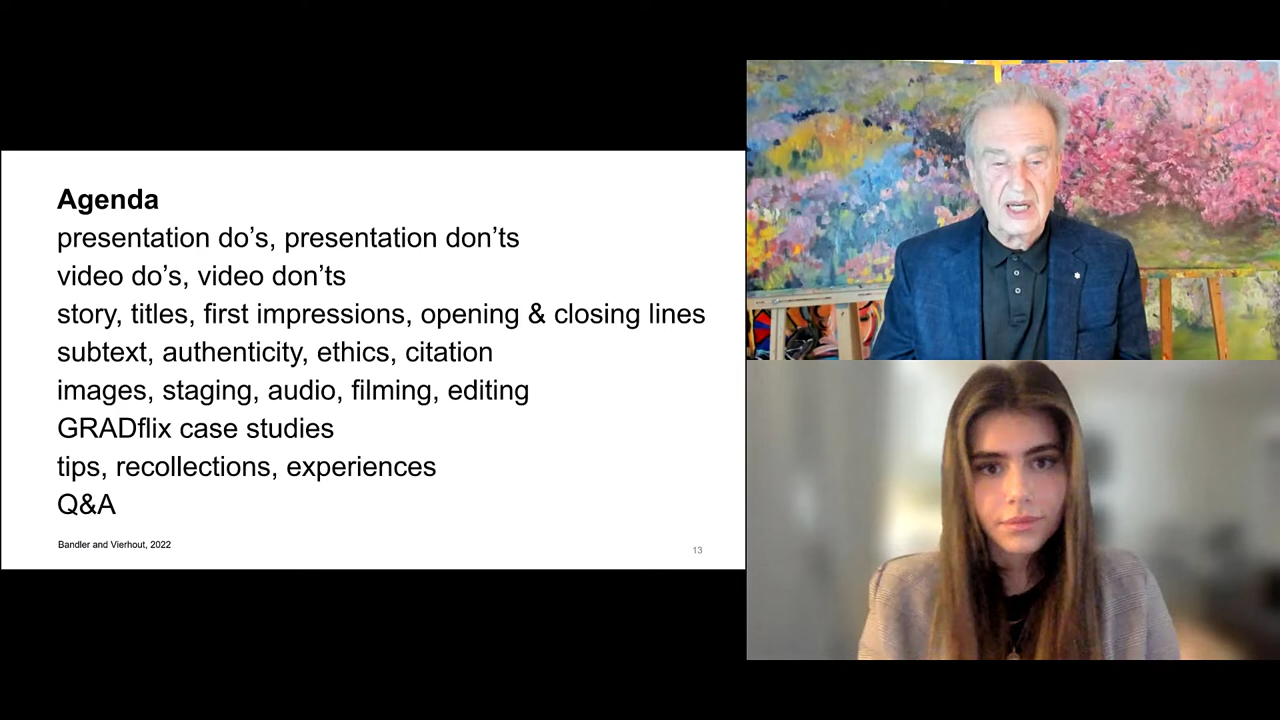 Agenda
presentation do’s, presentation don’ts
video do’s, video don’ts
story, titles, first impressions, opening & closing lines
subtext, authenticity, ethics, citation
images, staging, audio, filming, editing
GRADflix case studies
tips, recollections, experiences
Q&A
Bandler and Vierhout, 2022
13